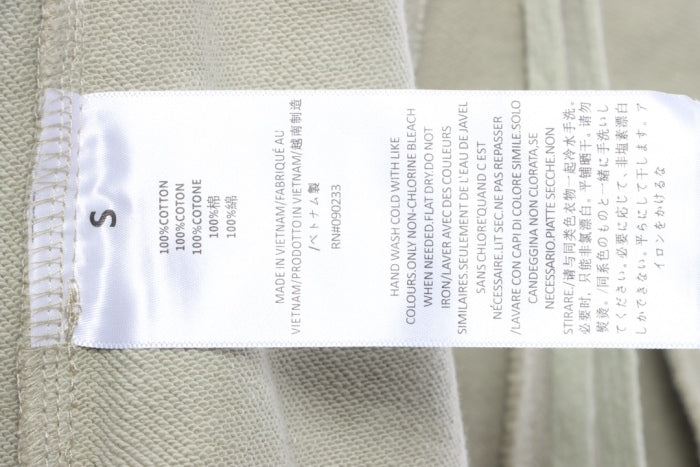 S
100%COTTON
100%COTON
100%COTONE
100%棉
100%綿
MADE IN VIETNAM/FABRIQUÉ AU
VIETNAM/PRODOTTO IN VIETNAM/越南制造
/ベトナム製
RN#090233
HAND WASH COLD WITH LIKE
COLOURS.ONLY NON-CHLORINE BLEACH
WHEN NEEDED.FLAT DRY.DO NOT
IRON/LAVER AVEC DES COULEURS
SIMILAIRES.SEULEMENT DE L'EAU DE JAVEL
SANS CHLORE'QUAND C'EST
NÉCESSAIRE.LIT SEC.NE PAS REPASSER
/LAVARE CON CAPI DI COLORE SIMILE.SOLO
CANDEGGINA NON CLORATA,SE
NECESSARIO.PIATTE SECCHE.NON
STIRARE./请与同类色衣物一起冷水手洗。
必要时,只能非氯漂白。平铺晒干。请勿
熨烫。/同系色のものと一緒に手洗いし
てください。必要に応じて、非塩素漂白
しかできない。平らにして干します。ア
イロンをかけるな